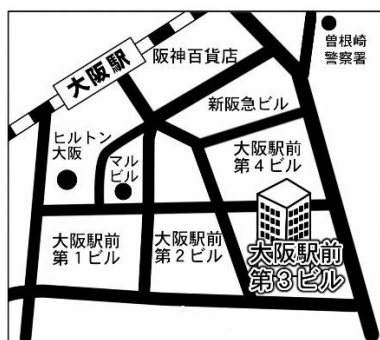 大阪駅
阪神百貨店
曽根崎
警察署
新阪急ビル
ヒルトン
大阪
マル
ビル
大阪駅前
第4ビル
大阪駅前
第1ビル
大阪駅前
第2ビル
大阪駅前
第3ビル